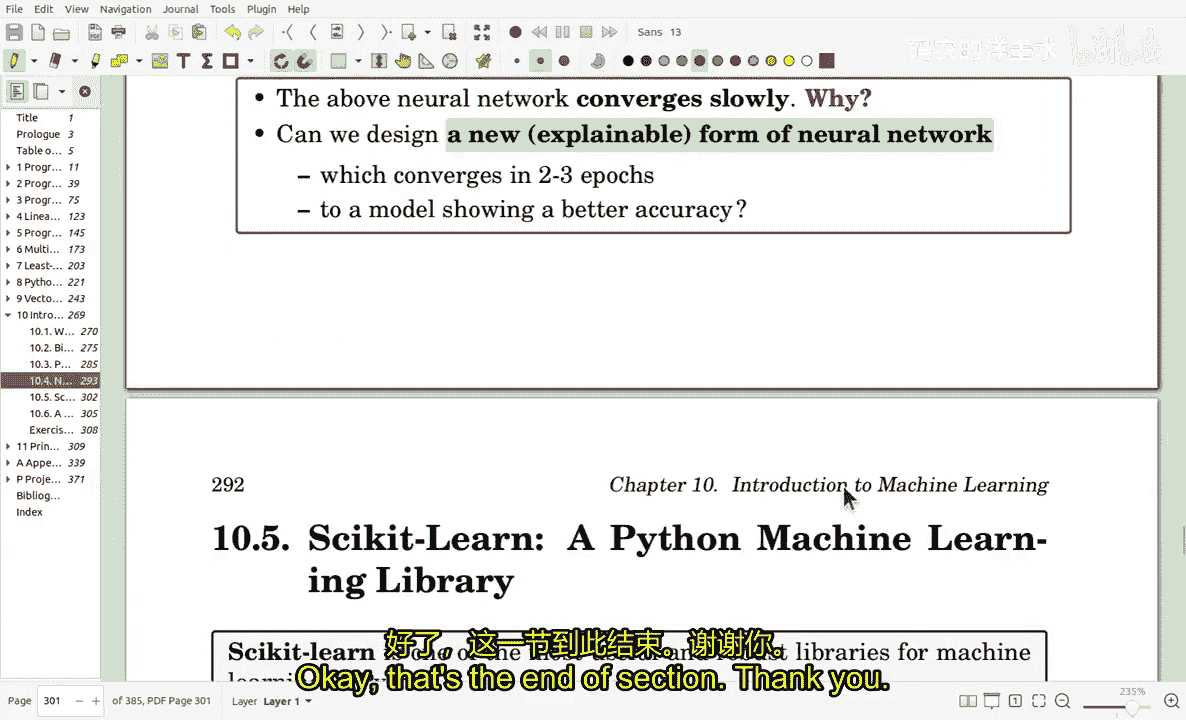 File Edit View Navigation Journal Tools Plugin Help
Sans 13
Title 1
Prologue 3
Table o... 5
1 Progr... 11
2 Progr... 39
3 Progr... 75
4 Linea... 123
5 Progr... 145
6 Multi... 173
7 Least-... 203
8 Pytho... 221
9 Vecto... 243
10 Intro... 269
10.1. W... 270
10.2. Bi... 275
10.3. P... 285
10.4. N... 293
10.5. Sc... 302
10.6. A ... 305
Exercis... 308
11 Prin... 309
A Appe... 339
P Proje... 371
Bibliog...
Index
• The above neural network converges slowly. Why?
• Can we design a new (explainable) form of neural network
– which converges in 2-3 epochs
– to a model showing a better accuracy?
292 Chapter 10. Introduction to Machine Learning
10.5. Scikit-Learn: A Python Machine Learn-
ing Library
Scikit-learn libraries for machine
好了，这一节到此结束。谢谢你。
Okay, that's the end of section. Thank you.
Page 301 of 385, PDF Page 301 Layer Layer 1 235%